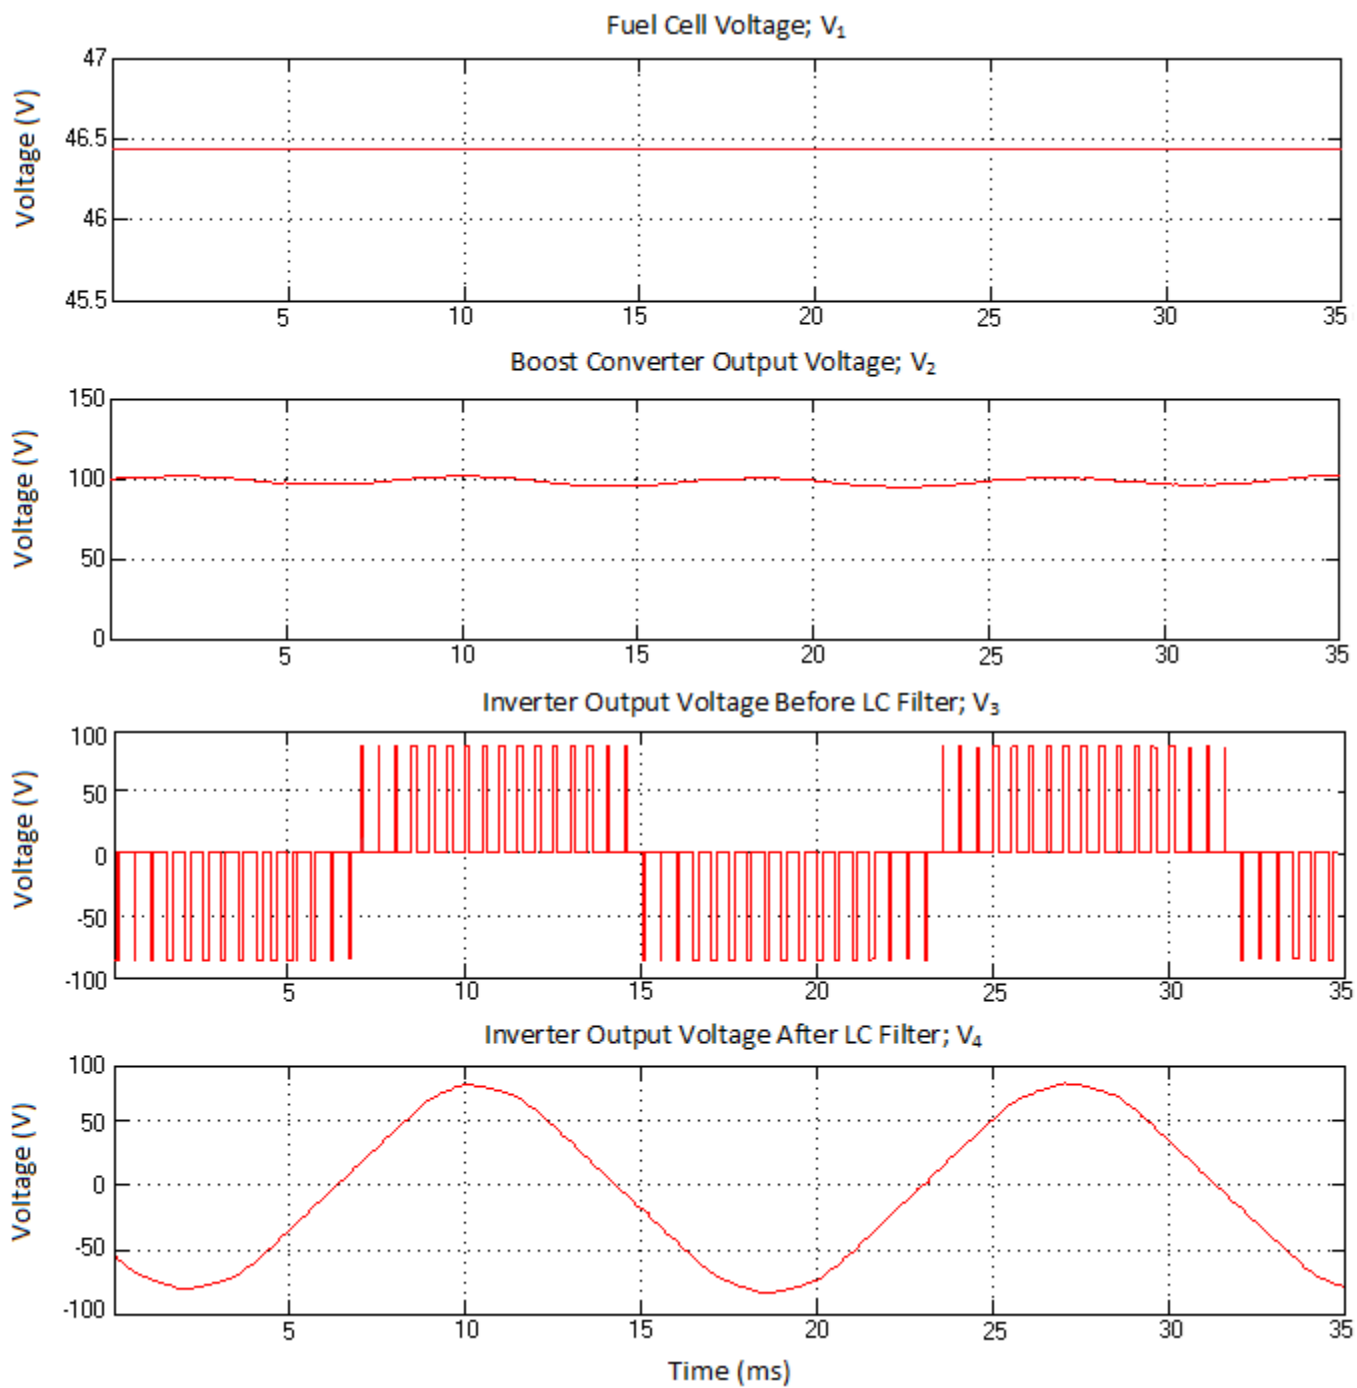 Fuel Cell Voltage; V₁
Voltage (V)
47
46.5
46
45.5
5 10 15 20 25 30 35
Boost Converter Output Voltage; V₂
Voltage (V)
150
100
50
0
5 10 15 20 25 30 35
Inverter Output Voltage Before LC Filter; V₃
Voltage (V)
100
50
0
-50
-100
5 10 15 20 25 30 35
Inverter Output Voltage After LC Filter; V₄
Voltage (V)
100
50
0
-50
-100
5 10 15 20 25 30 35
Time (ms)